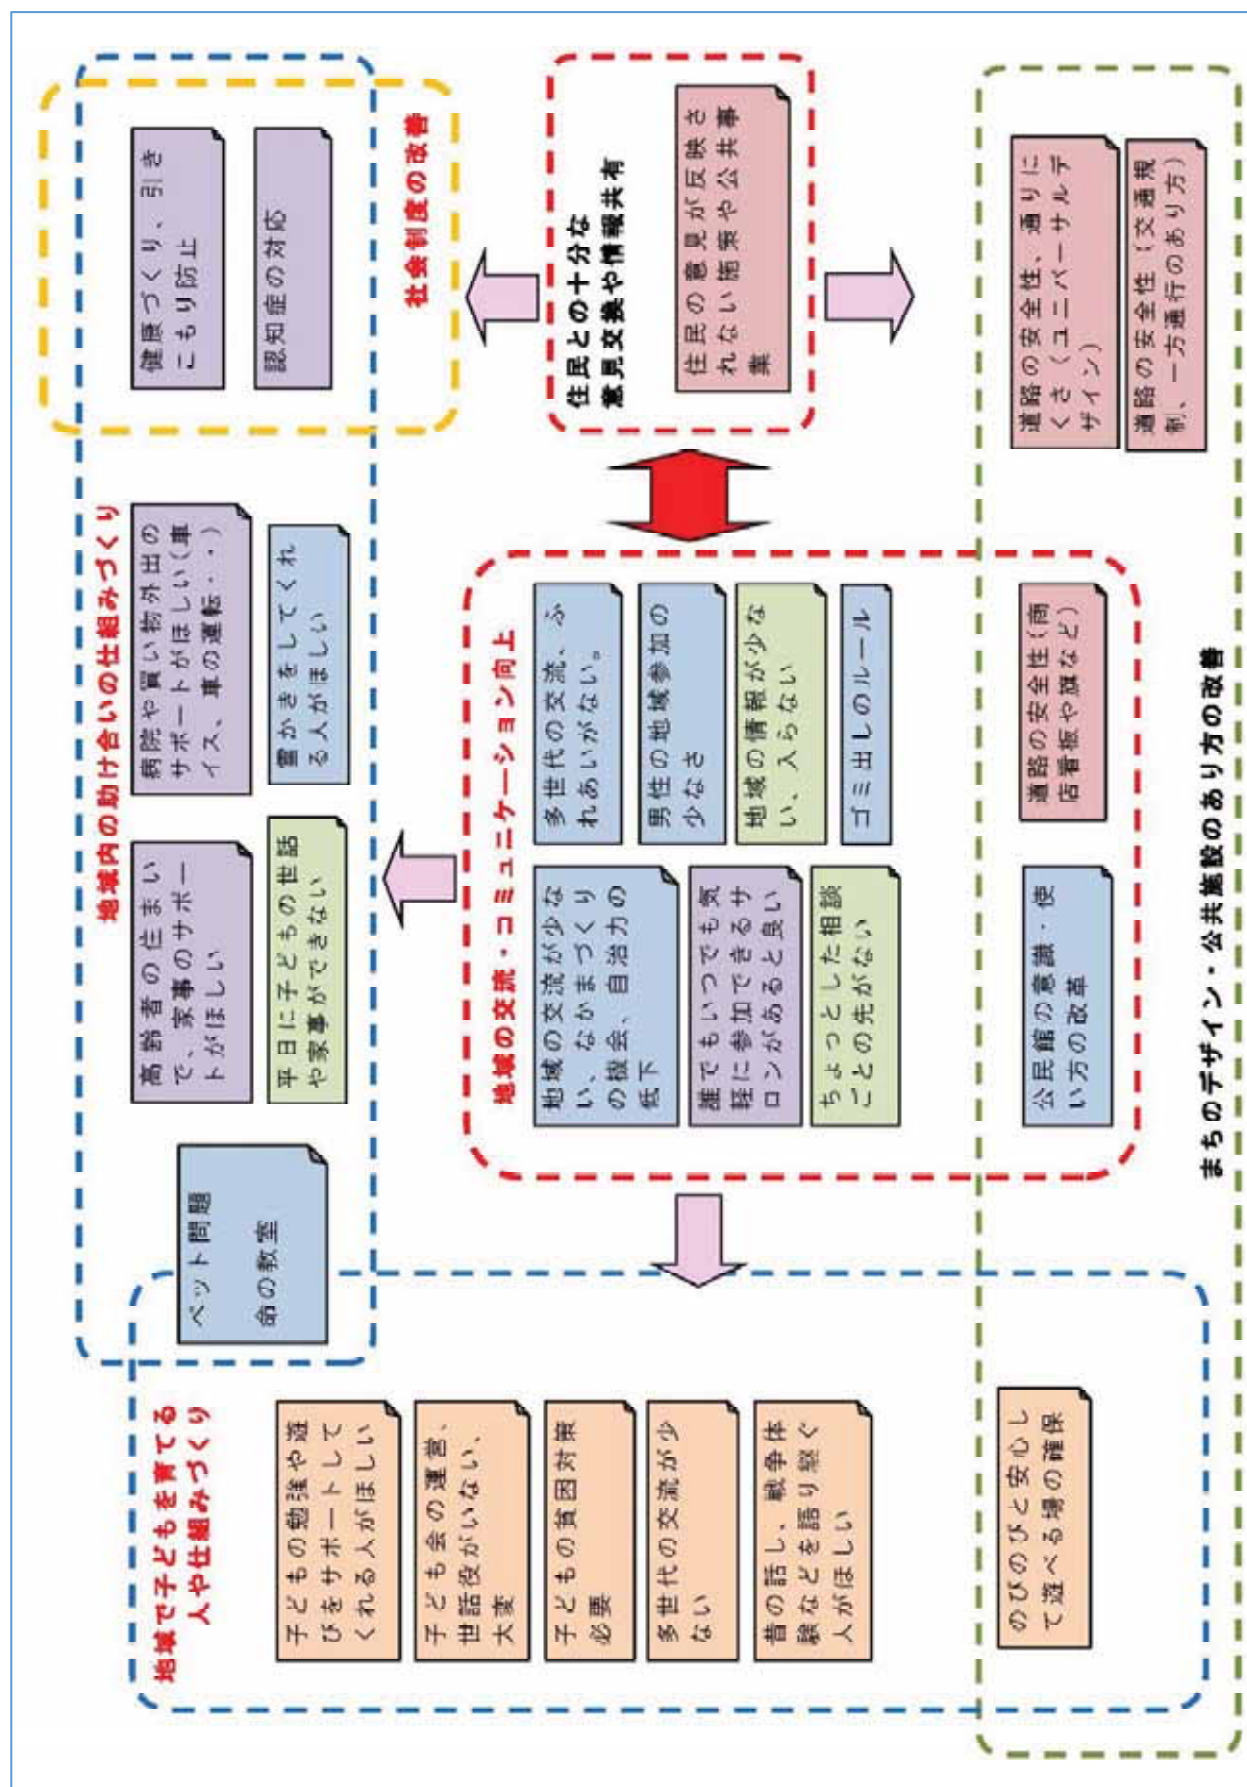 地域で子どもを育てる
人や仕組みづくり
子どもの勉強や遊
びをサポートして
くれる人がほしい
子ども会の運営、
世話役がいない、
大変
子どもの貧困対策
必要
多世代の交流が少
ない
昔の話し、戦争体
験などを語り継ぐ
人がほしい
のびのびと安心し
て遊べる場の確保
ペット問題
命の教室
地域内の助け合いの仕組みづくり
高齢者の住まい
で、家事のサポー
トがほしい
平日に子どもの世話
や家事ができない
病院や買い物外出の
サポートがほしい(車
イス、車の運転・・)
雪かきをしてくれ
る人がほしい
健康づくり、引き
こもり防止
認知症の対応
社会制度の改善
地域の交流・コミュニケーション向上
地域の交流が少な
い、なかまづくり
の機会、自治力の
低下
誰でもいつでも気
軽に参加できるサ
ロンがあると良い
ちょっとした相談
ごとの先がない
多世代の交流、ふ
れあいがない。
男性の地域参加の
少なさ
地域の情報が少な
い、入らない
ゴミ出しのルール
公民館の意識・使
い方の改革
道路の安全性(商
店看板や旗など)
住民との十分な
意見交換や情報共有
住民の意見が反映さ
れない施策や公共事
業
道路の安全性、通りに
くさ(ユニバーサルデ
ザイン)
道路の安全性(交通規
制、一方通行のあり方)
まちのデザイン・公共施設のあり方の改善